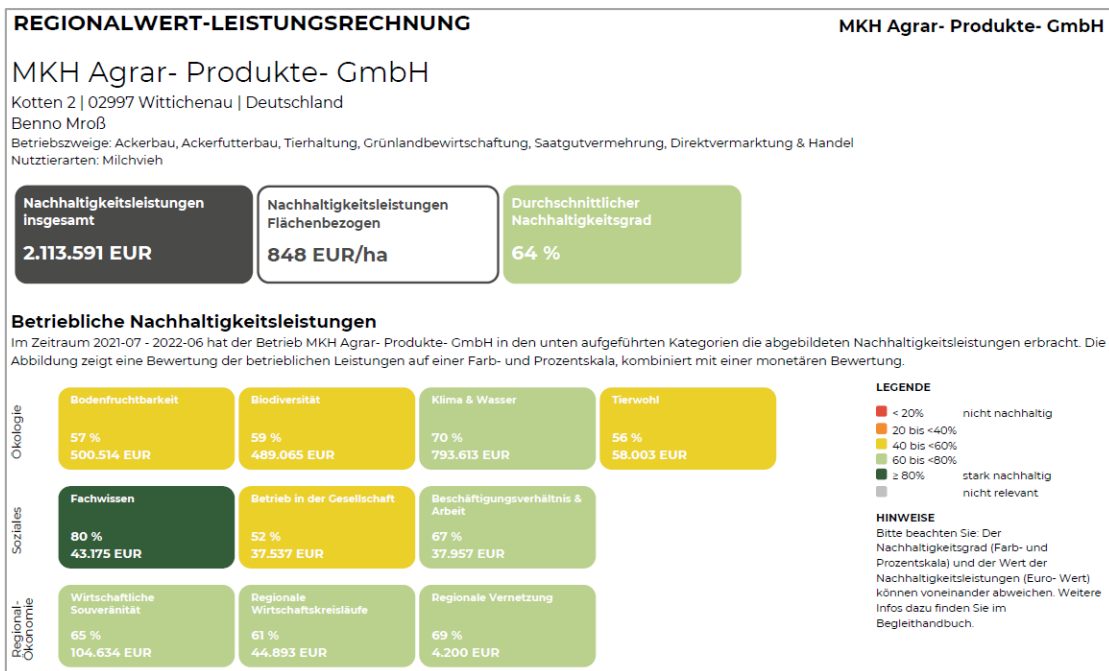 REGIONALWERT-LEISTUNGSRECHNUNG
MKH Agrar- Produkte- GmbH
MKH Agrar- Produkte- GmbH
Kotten 2 | 02997 Wittichenau | Deutschland
Benno Mroß
Betriebszweige: Ackerbau, Ackerfutterbau, Tierhaltung, Grünlandbewirtschaftung, Saatgutvermehrung, Direktvermarktung & Handel
Nutztierarten: Milchvieh
Nachhaltigkeitsleistungen
insgesamt
2.113.591 EUR
Nachhaltigkeitsleistungen
Flächenbezogen
848 EUR/ha
Durchschnittlicher
Nachhaltigkeitsgrad
64 %
Betriebliche Nachhaltigkeitsleistungen
Im Zeitraum 2021-07 - 2022-06 hat der Betrieb MKH Agrar- Produkte- GmbH in den unten aufgeführten Kategorien die abgebildeten Nachhaltigkeitsleistungen erbracht. Die
Abbildung zeigt eine Bewertung der betrieblichen Leistungen auf einer Farb- und Prozentskala, kombiniert mit einer monetären Bewertung.
Ökologie
Bodenfruchtbarkeit
57 %
500.514 EUR
Biodiversität
59 %
489.065 EUR
Klima & Wasser
70 %
793.613 EUR
Tierwohl
56 %
58.003 EUR
Soziales
Fachwissen
80 %
43.175 EUR
Betrieb in der Gesellschaft
52 %
37.537 EUR
Beschäftigungsverhältnis &
Arbeit
67 %
37.957 EUR
Regional-
Ökonomie
Wirtschaftliche
Souveränität
65 %
104.634 EUR
Regionale
Wirtschaftskreisläufe
61 %
44.893 EUR
Regionale Vernetzung
69 %
4.200 EUR
LEGENDE
< 20% nicht nachhaltig
20 bis <40%
40 bis <60%
60 bis <80%
≥ 80% stark nachhaltig
nicht relevant
HINWEISE
Bitte beachten Sie: Der
Nachhaltigkeitsgrad (Farb- und
Prozentskala) und der Wert der
Nachhaltigkeitsleistungen (Euro- Wert)
können voneinander abweichen. Weitere
Infos dazu finden Sie im
Begleithandbuch.